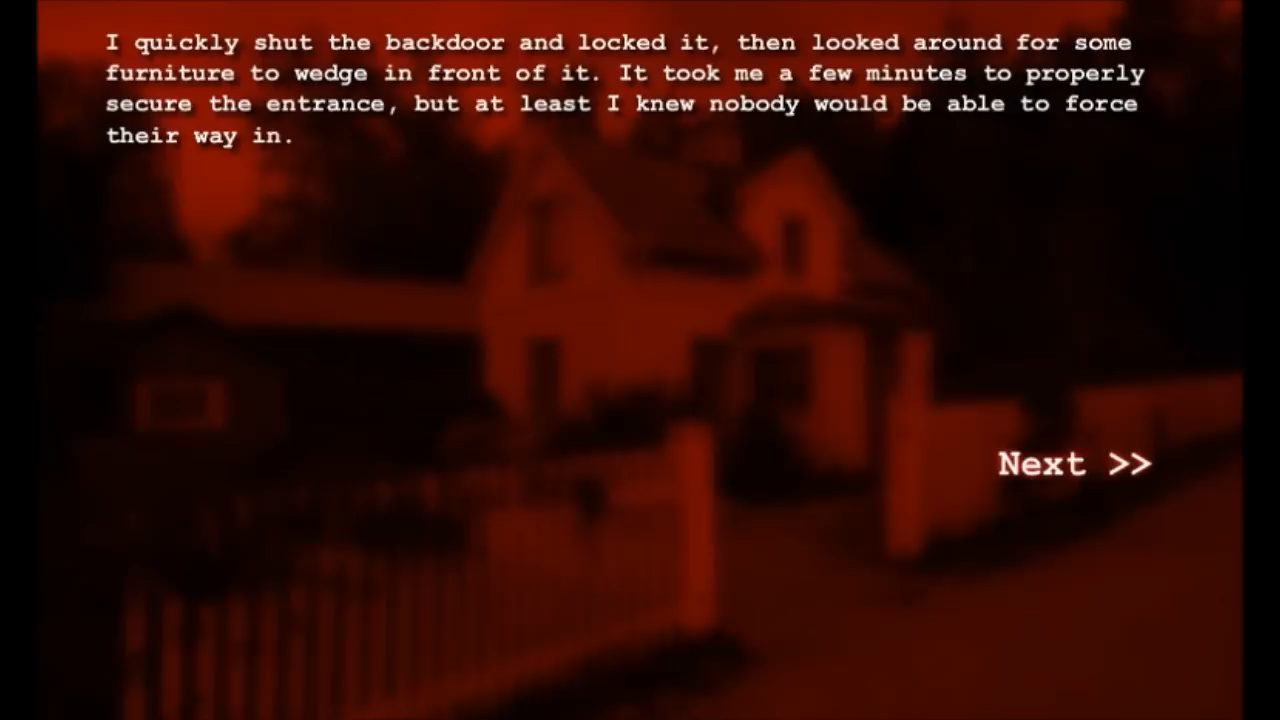 I quickly shut the backdoor and locked it, then looked around for some
furniture to wedge in front of it. It took me a few minutes to properly
secure the entrance, but at least I knew nobody would be able to force
their way in.
Next >>